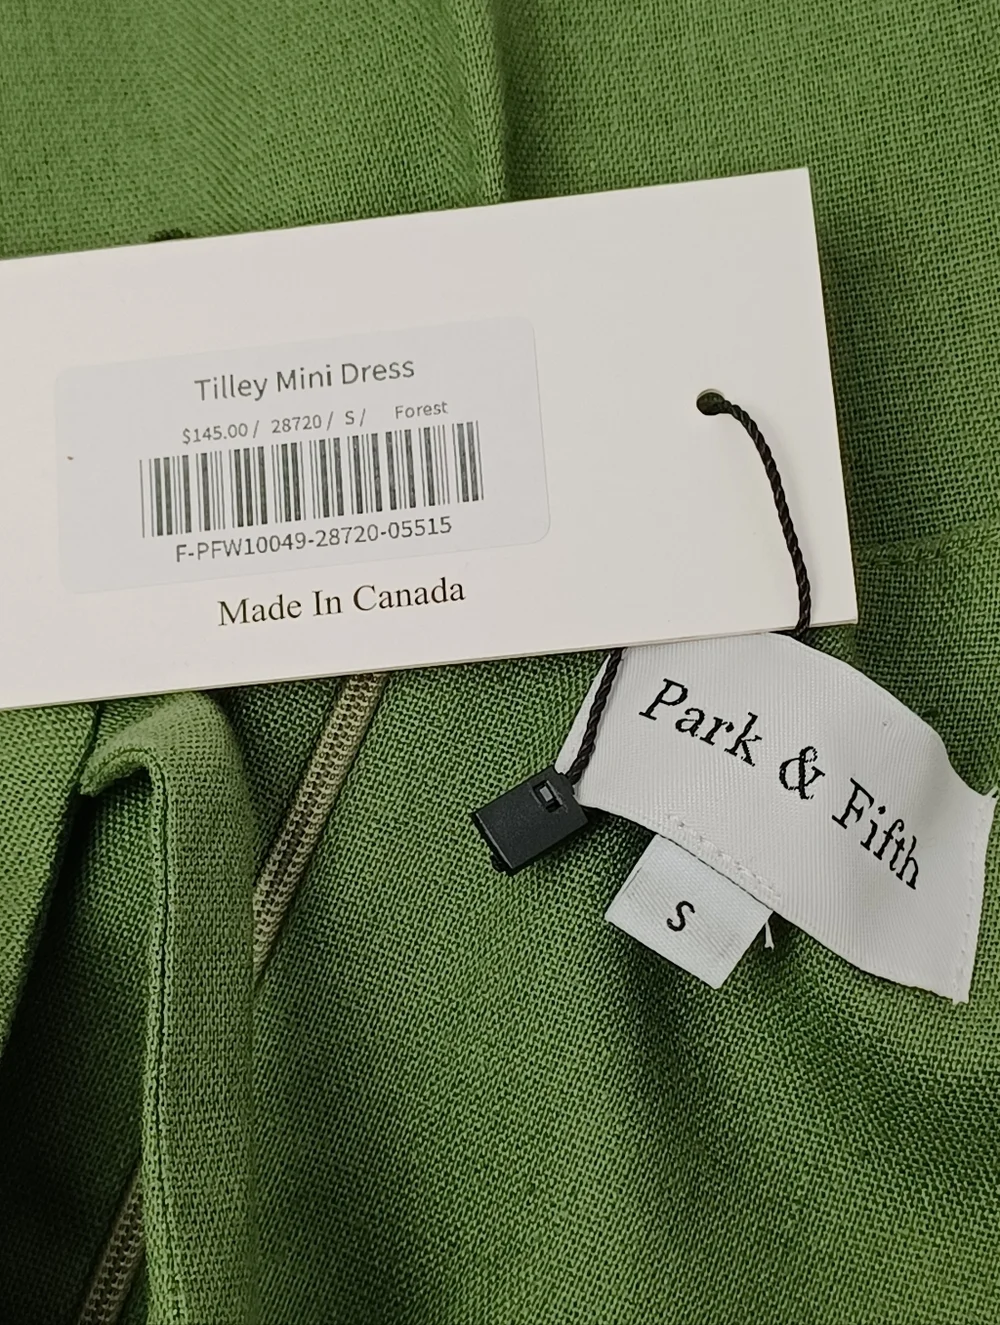 Tilley Mini Dress
$145.00 / 28720 / S / Forest
F-PFW10049-28720-05515
Made In Canada
Park & Fifth
S